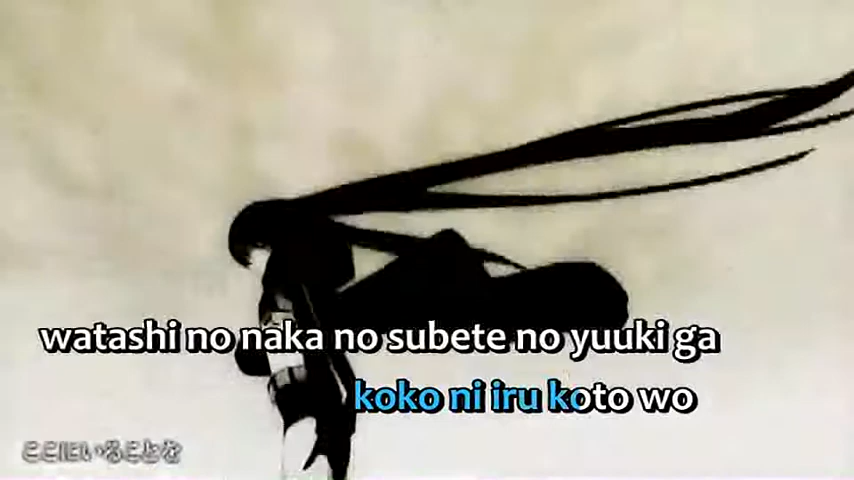 watashi no naka no subete no yuuki ga
koko ni iru koto wo
ここにいることを